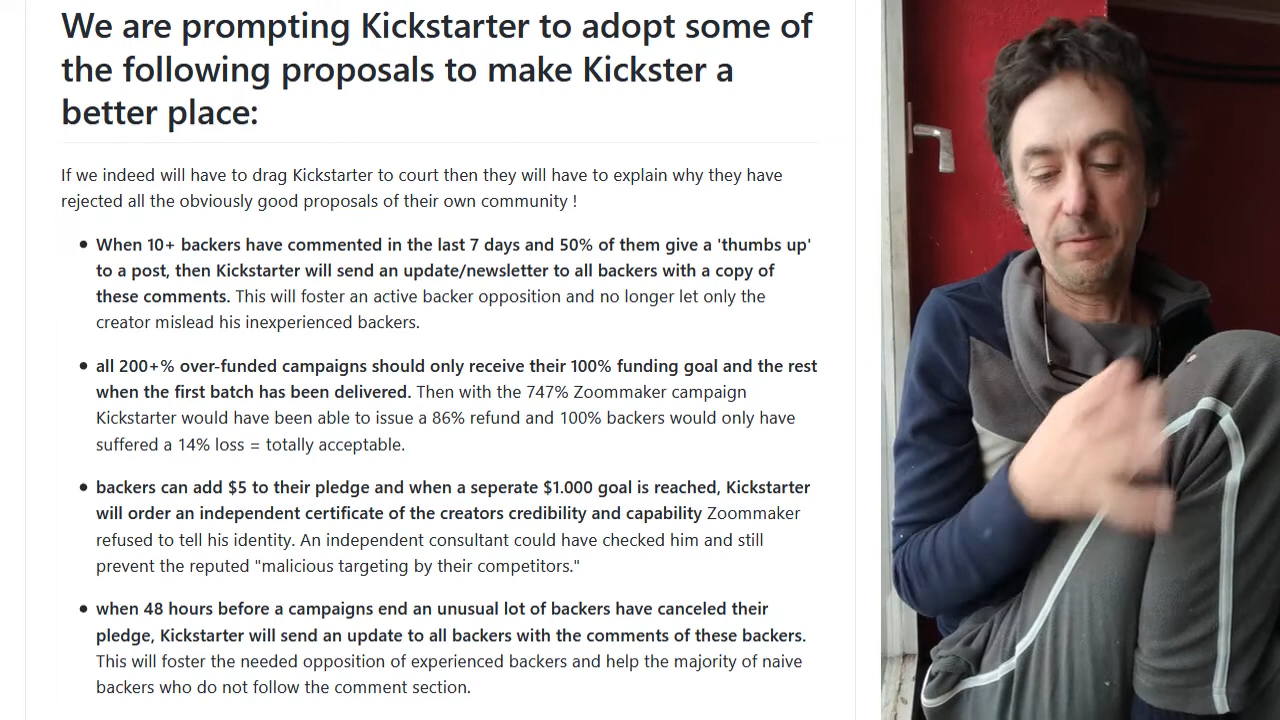 We are prompting Kickstarter to adopt some of
the following proposals to make Kickster a
better place:
If we indeed will have to drag Kickstarter to court then they will have to explain why they have
rejected all the obviously good proposals of their own community !
• When 10+ backers have commented in the last 7 days and 50% of them give a 'thumbs up'
to a post, then Kickstarter will send an update/newsletter to all backers with a copy of
these comments. This will foster an active backer opposition and no longer let only the
creator mislead his inexperienced backers.
• all 200+% over-funded campaigns should only receive their 100% funding goal and the rest
when the first batch has been delivered. Then with the 747% Zoommaker campaign
Kickstarter would have been able to issue a 86% refund and 100% backers would only have
suffered a 14% loss = totally acceptable.
• backers can add $5 to their pledge and when a seperate $1.000 goal is reached, Kickstarter
will order an independent certificate of the creators credibility and capability Zoommaker
refused to tell his identity. An independent consultant could have checked him and still
prevent the reputed "malicious targeting by their competitors."
• when 48 hours before a campaigns end an unusual lot of backers have canceled their
pledge, Kickstarter will send an update to all backers with the comments of these backers.
This will foster the needed opposition of experienced backers and help the majority of naive
backers who do not follow the comment section.